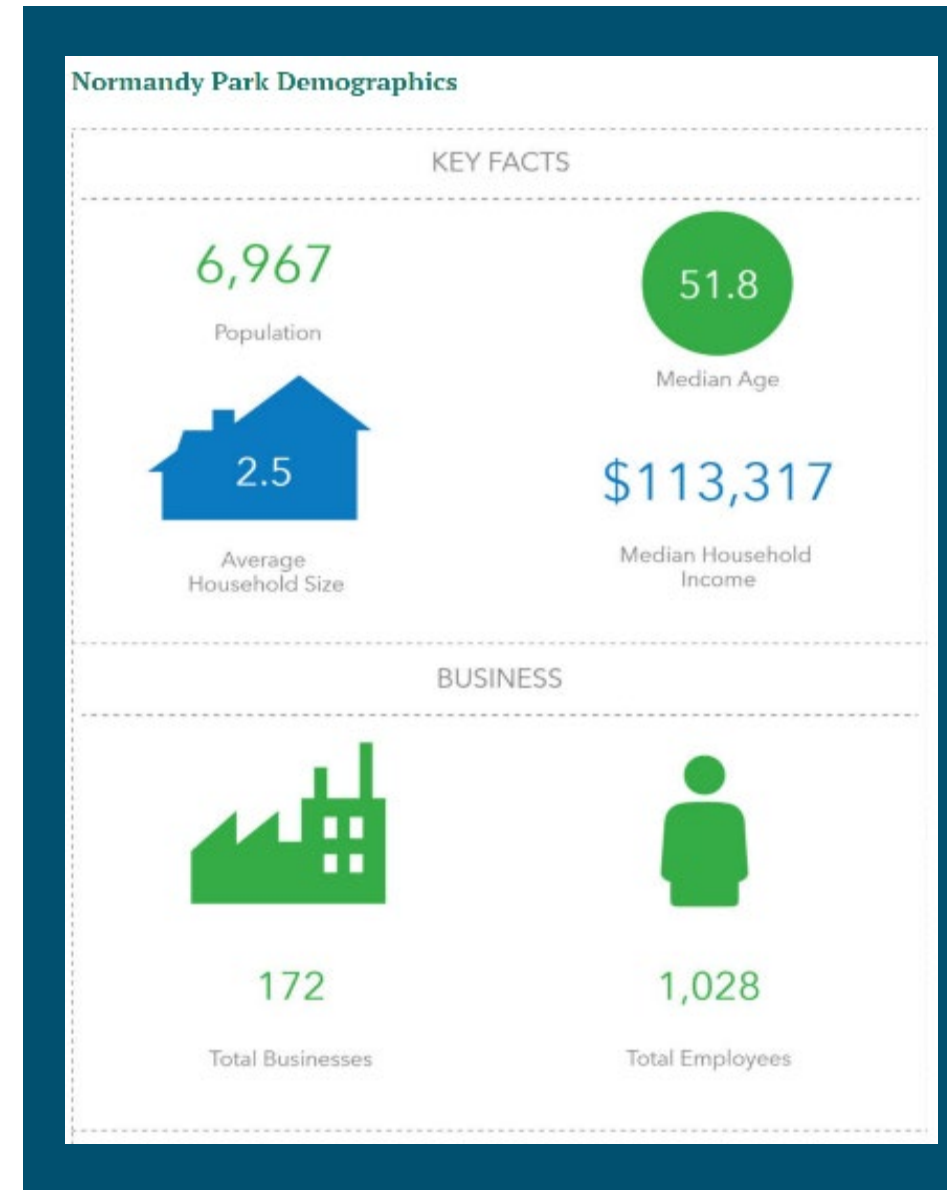 Normandy Park Demographics
KEY FACTS
6,967
Population
51.8
Median Age
2.5
Average
Household Size
$113,317
Median Household
Income
BUSINESS
172
Total Businesses
1,028
Total Employees